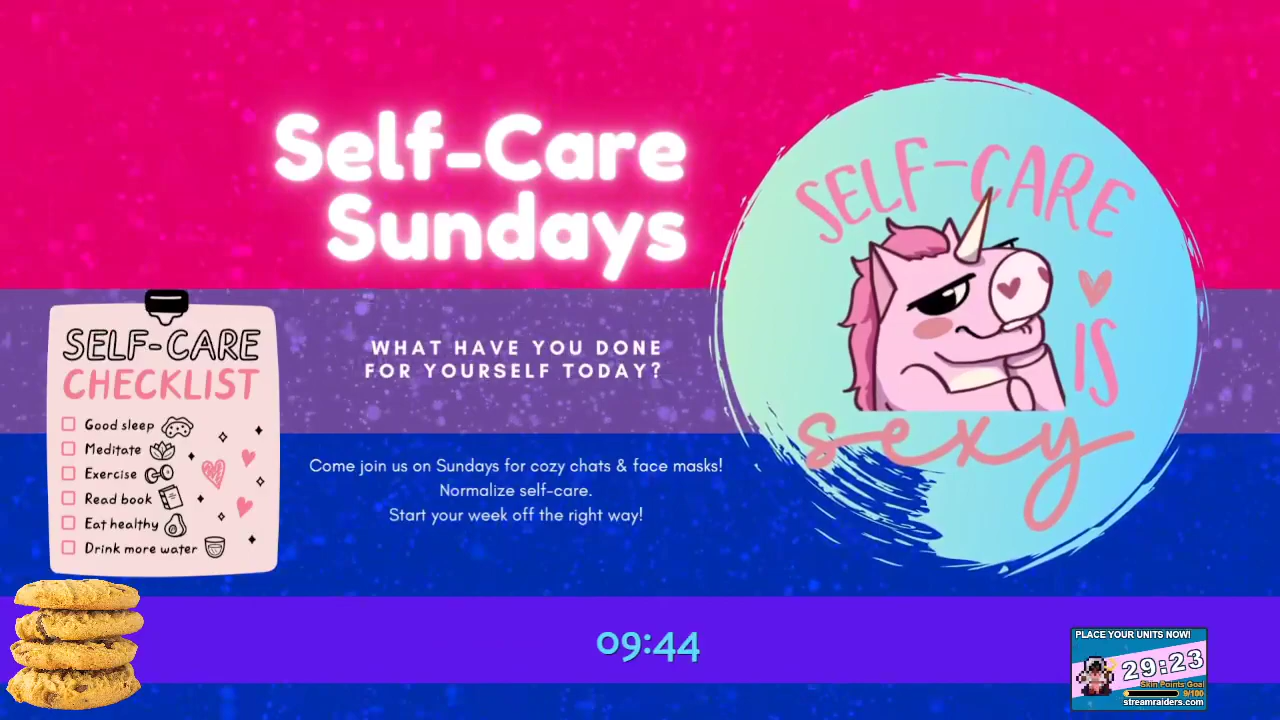 Self-Care
Sundays
SELF-CARE
IS
sexy
SELF-CARE
CHECKLIST
Good sleep
Meditate
Exercise
Read book
Eat healthy
Drink more water
WHAT HAVE YOU DONE
FOR YOURSELF TODAY?
Come join us on Sundays for cozy chats & face masks!
Normalize self-care.
Start your week off the right way!
09:44
PLACE YOUR UNITS NOW!
29:23
Skin Points Goal
9/100
streamraiders.com